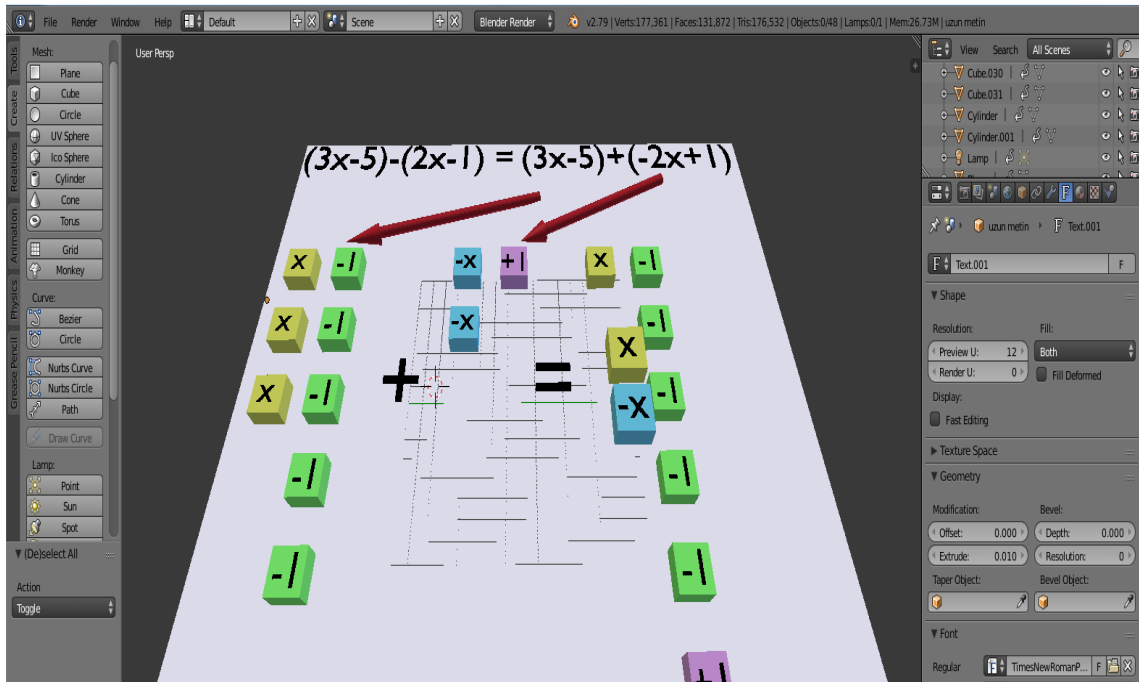 File Render Window Help Default Scene Blender Render v2.79 | Verts:177,361 | Faces:131,872 | Tris:176,532 | Objects:0/48 | Lamps:0/1 | Mem:26.73M | uzun metin
Tools
Create
Relations
Animation
Physics
Grease Pencil
Mesh:
Plane
Cube
Circle
UV Sphere
Ico Sphere
Cylinder
Cone
Torus
Grid
Monkey
Curve:
Bezier
Circle
Nurbs Curve
Nurbs Circle
Path
Draw Curve
Lamp:
Point
Sun
Spot
(De)select All
Action
Toggle
User Persp
(3x-5)-(2x-1) = (3x-5)+(-2x+1)
x -1 -x +1 x -1
x -1 -x -1
x
x -1 + = -1
-x
-1 -1
-1 -1
+1
View Search All Scenes
Cube.030
Cube.031
Cylinder
Cylinder.001
Lamp
uzun metin Text.001
F Text.001 F
Shape
Resolution: Fill:
Preview U: 12 Both
Render U: 0 Fill Deformed
Display:
Fast Editing
Texture Space
Geometry
Modification: Bevel:
Offset: 0.000 Depth: 0.000
Extrude: 0.010 Resolution: 0
Taper Object: Bevel Object:
Font
Regular TimesNewRomanP... F